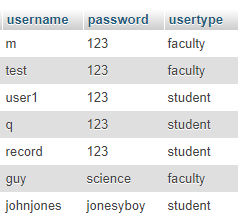 username password usertype
m 123 faculty
test 123 faculty
user1 123 student
q 123 student
record 123 student
guy science faculty
johnjones jonesyboy student